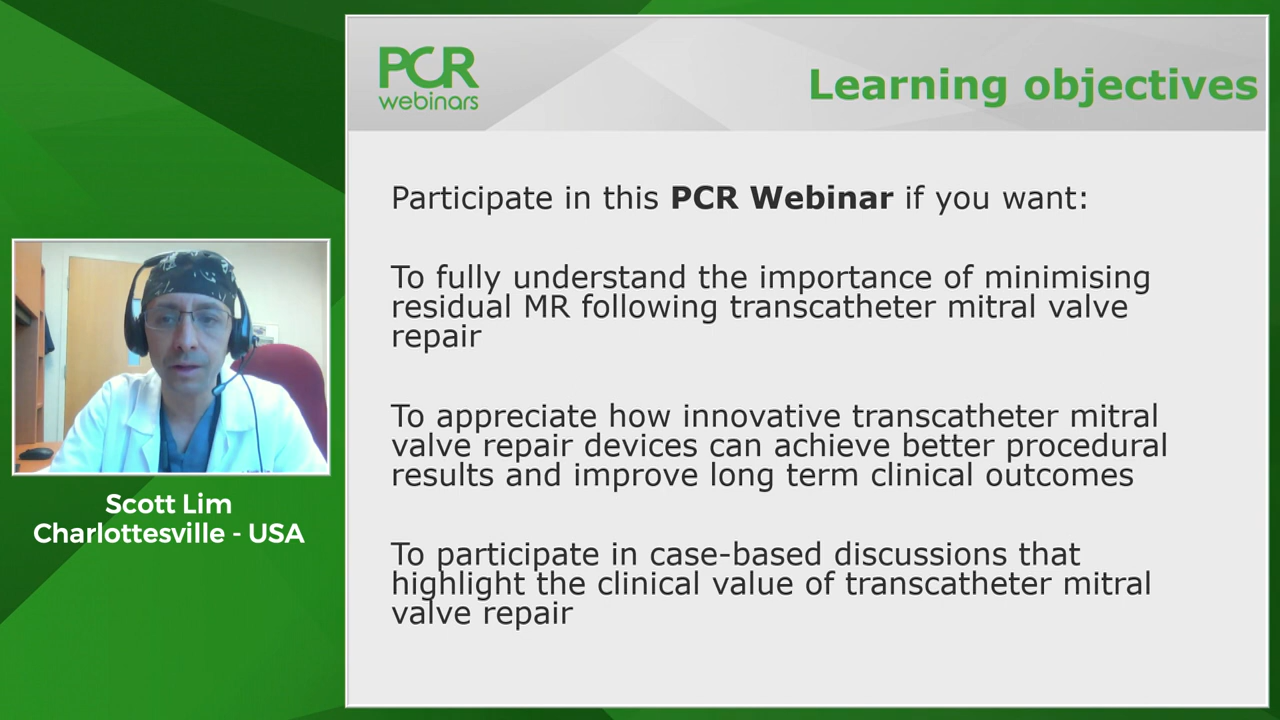 PCR
webinars
Learning objectives
Participate in this PCR Webinar if you want:
To fully understand the importance of minimising
residual MR following transcatheter mitral valve
repair
To appreciate how innovative transcatheter mitral
valve repair devices can achieve better procedural
results and improve long term clinical outcomes
To participate in case-based discussions that
highlight the clinical value of transcatheter mitral
valve repair
Scott Lim
Charlottesville - USA